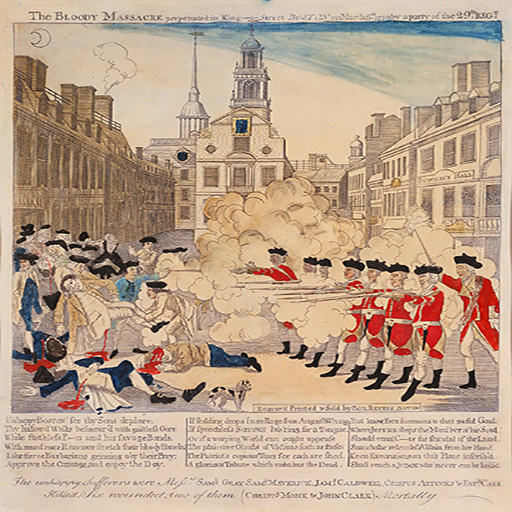 The BLOODY MASSACRE perpetrated in King Street BOSTON on March 5th 1770 by a party of the 29th REGT.
BUTCHER'S HALL
Engrav'd Printed & Sold by PAUL REVERE BOSTON
Unhappy BOSTON! see thy Sons deplore,
Thy hallow'd Walks besmear'd with guiltless Gore:
While faithless P—n and his savage Bands,
With murd'rous Rancour stretch their bloody Hands;
Like fierce Barbarians grinning o'er their Prey,
Approve the Carnage, and enjoy the Day.
If scalding drops from Rage from Anguish Wrung,
If speechless Sorrows lab'ring for a Tongue,
Or if a weeping World can ought appease
The plaintive Ghosts of Victims such as these;
The Patriot's copious Tears for each are shed,
A glorious Tribute which embalms the Dead.
But know, FATE summons to that awful Goal,
Where JUSTICE strips the Murd'rer of his Soul:
Should venal C—ts the scandal of the Land,
Snatch the relentless Villain from her Hand,
Keen Execrations on this Plate inscrib'd,
Shall reach a JUDGE who never can be brib'd.
The unhappy Sufferers were Messrs. SAML. GRAY, SAML. MAVERICK, JAMS. CALDWELL, CRISPUS ATTUCKS & PATK. CARR
Killed. Six wounded; two of them (CHRISTR. MONK & JOHN CLARK) Mortally